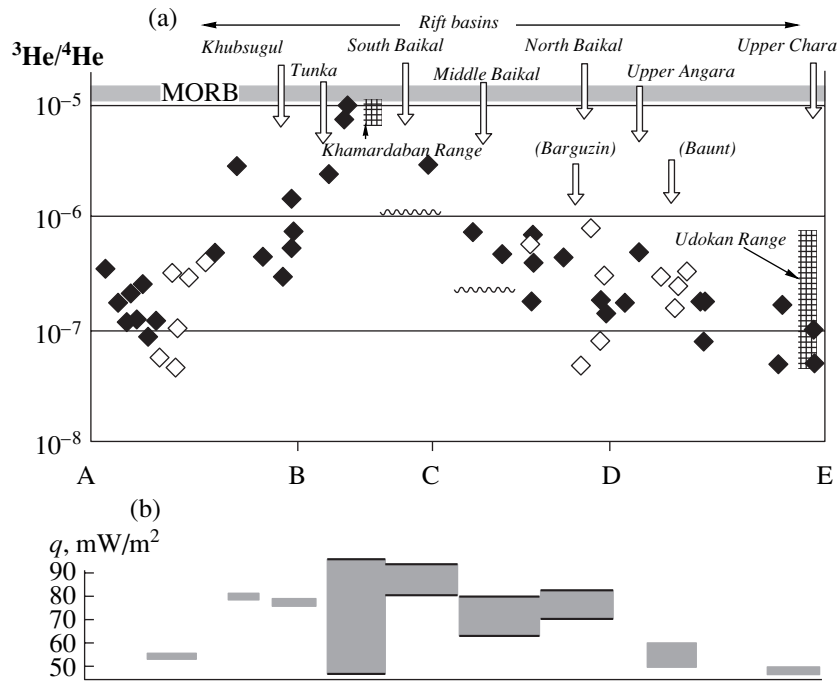 (a)
Rift basins
³He/⁴He
Khubsugul
South Baikal
North Baikal
Upper Chara
Tunka
Middle Baikal
Upper Angara
MORB
10⁻⁵
Khamardaban Range
(Barguzin)
(Baunt)
10⁻⁶
Udokan Range
10⁻⁷
10⁻⁸
A
B
C
D
E
(b)
q, mW/m²
90
80
70
60
50